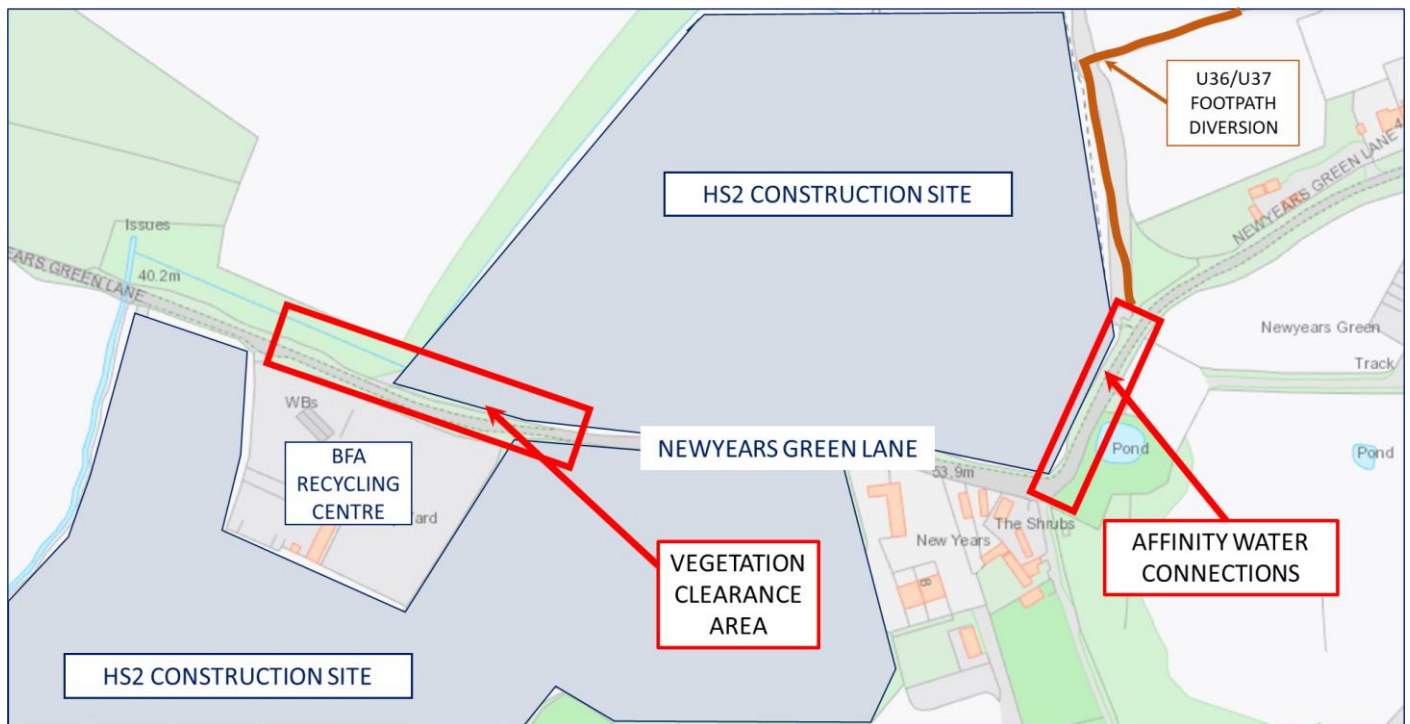 U36/U37
FOOTPATH
DIVERSION
HS2 CONSTRUCTION SITE
NEWYEARS GREEN LANE
Issues
40.2m
EARS GREEN LANE
Newyears Green
Track
WBs
BFA
RECYCLING
CENTRE
NEWYEARS GREEN LANE
53.9m
Pond
Pond
The Shrubs
New Years
8
VEGETATION
CLEARANCE
AREA
AFFINITY WATER
CONNECTIONS
HS2 CONSTRUCTION SITE